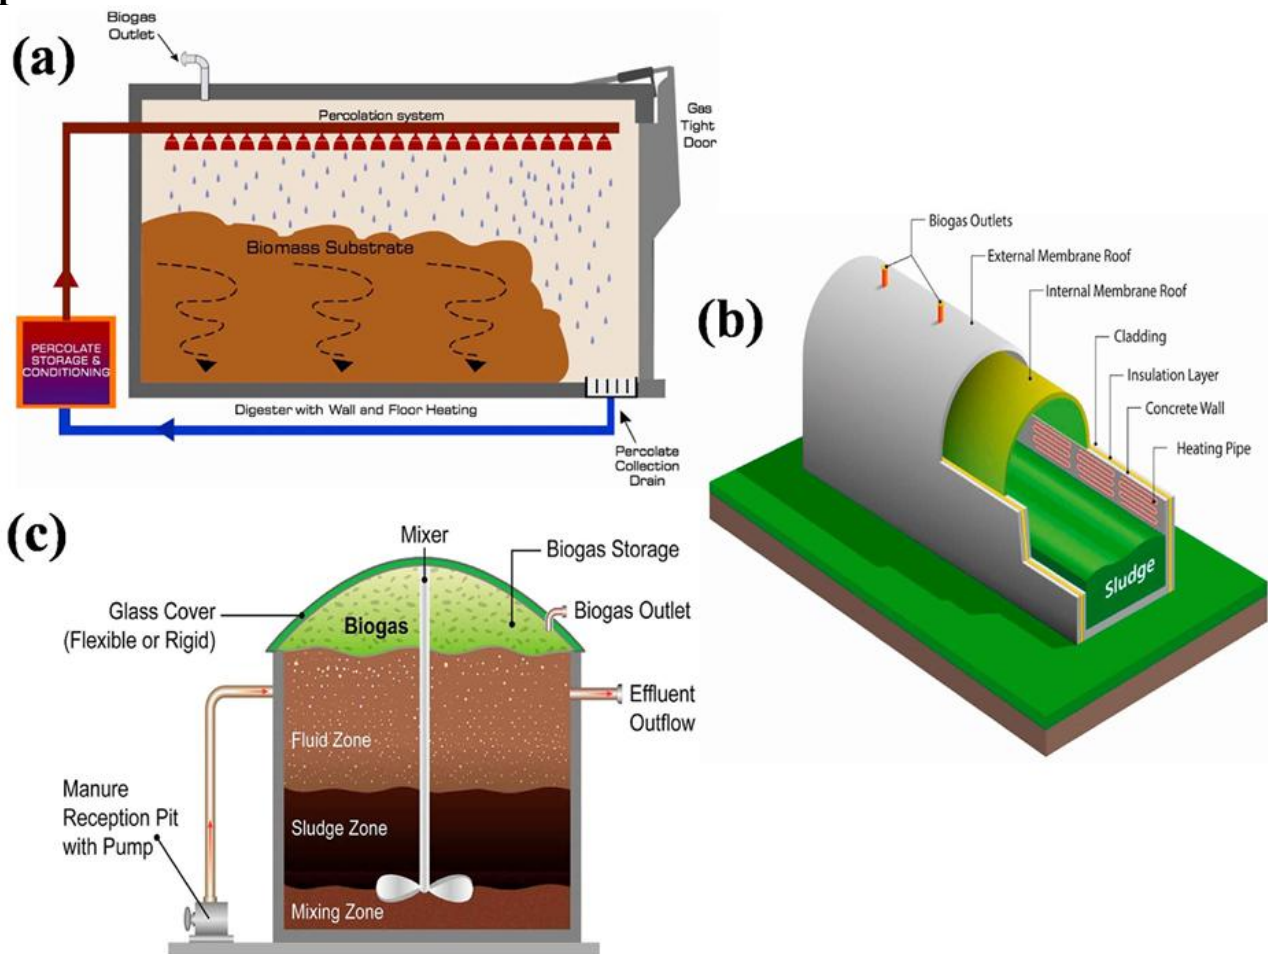 (a)
Biogas
Outlet
Percolation system
Gas
Tight
Door
Biomass Substrate
PERCOLATE
STORAGE &
CONDITIONING
Digester with Wall and Floor Heating
Percolate
Collection
Drain
(b)
Biogas Outlets
External Membrane Roof
Internal Membrane Roof
Cladding
Insulation Layer
Concrete Wall
Heating Pipe
Sludge
(c)
Mixer
Biogas Storage
Glass Cover
(Flexible or Rigid)
Biogas
Biogas Outlet
Effluent
Outflow
Fluid Zone
Manure
Reception Pit
with Pump
Sludge Zone
Mixing Zone